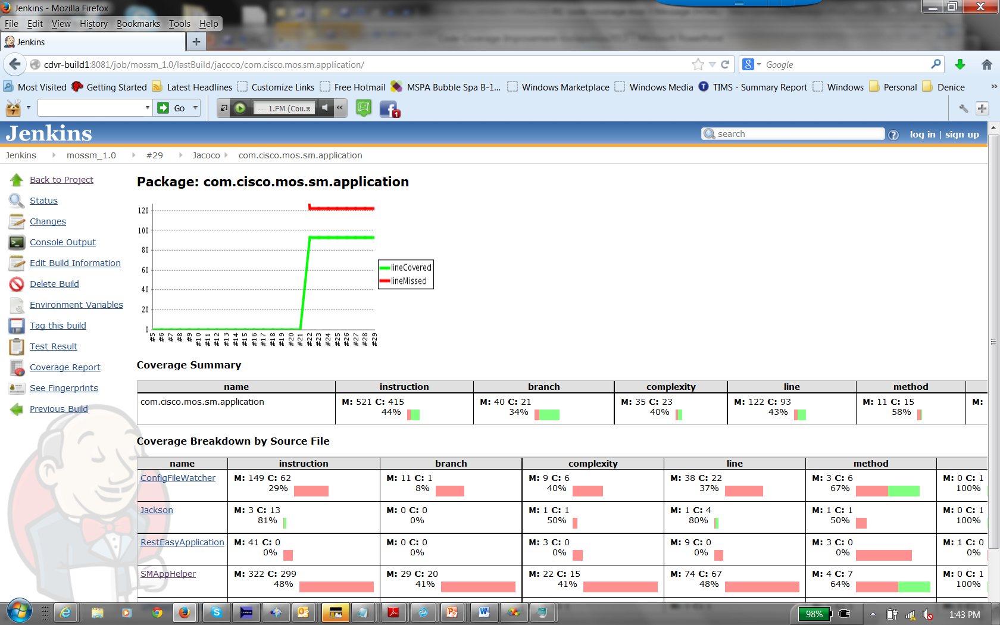 Jenkins - Mozilla Firefox
File Edit View History Bookmarks Tools Help
Jenkins
cdvr-build1:8081/job/mossm_1.0/lastBuild/jacoco/com.cisco.mos.sm.application/
Google
Most Visited Getting Started Latest Headlines Customize Links Free Hotmail MSPA Bubble Spa B-1... Windows Marketplace Windows Media TIMS - Summary Report Windows Personal Denice
7 Go 1.FM (Cou. 1
Jenkins search log in | sign up
Jenkins mossm_1.0 #29 Jacoco com.cisco.mos.sm.application
Back to Project
Status
Changes
Console Output
Edit Build Information
Delete Build
Environment Variables
Tag this build
Test Result
Coverage Report
See Fingerprints
Previous Build
Package: com.cisco.mos.sm.application
120
100
80
60
40
20
0
#5 #6 #7 #8 #9 #10 #11 #12 #13 #14 #15 #16 #17 #18 #19 #20 #21 #22 #23 #24 #25 #26 #27 #28 #29
lineCovered
lineMissed
Coverage Summary
name instruction branch complexity line method
com.cisco.mos.sm.application M: 521 C: 415 M: 40 C: 21 M: 35 C: 23 M: 122 C: 93 M: 11 C: 15 M:
44% 34% 40% 43% 58%
Coverage Breakdown by Source File
name instruction branch complexity line method
ConfigFileWatcher M: 149 C: 62 M: 11 C: 1 M: 9 C: 6 M: 38 C: 22 M: 3 C: 6 M: 0 C: 1
29% 8% 40% 37% 67% 100%
Jackson M: 3 C: 13 M: 0 C: 0 M: 1 C: 1 M: 1 C: 4 M: 1 C: 1 M: 0 C: 1
81% 0% 50% 80% 50% 100%
RestEasyApplication M: 41 C: 0 M: 0 C: 0 M: 3 C: 0 M: 9 C: 0 M: 3 C: 0 M: 1 C: 0
0% 0% 0% 0% 0% 0%
SMAppHelper M: 322 C: 299 M: 29 C: 20 M: 22 C: 15 M: 74 C: 67 M: 4 C: 7 M: 0 C: 1
48% 41% 41% 48% 64% 100%
98% 1:43 PM